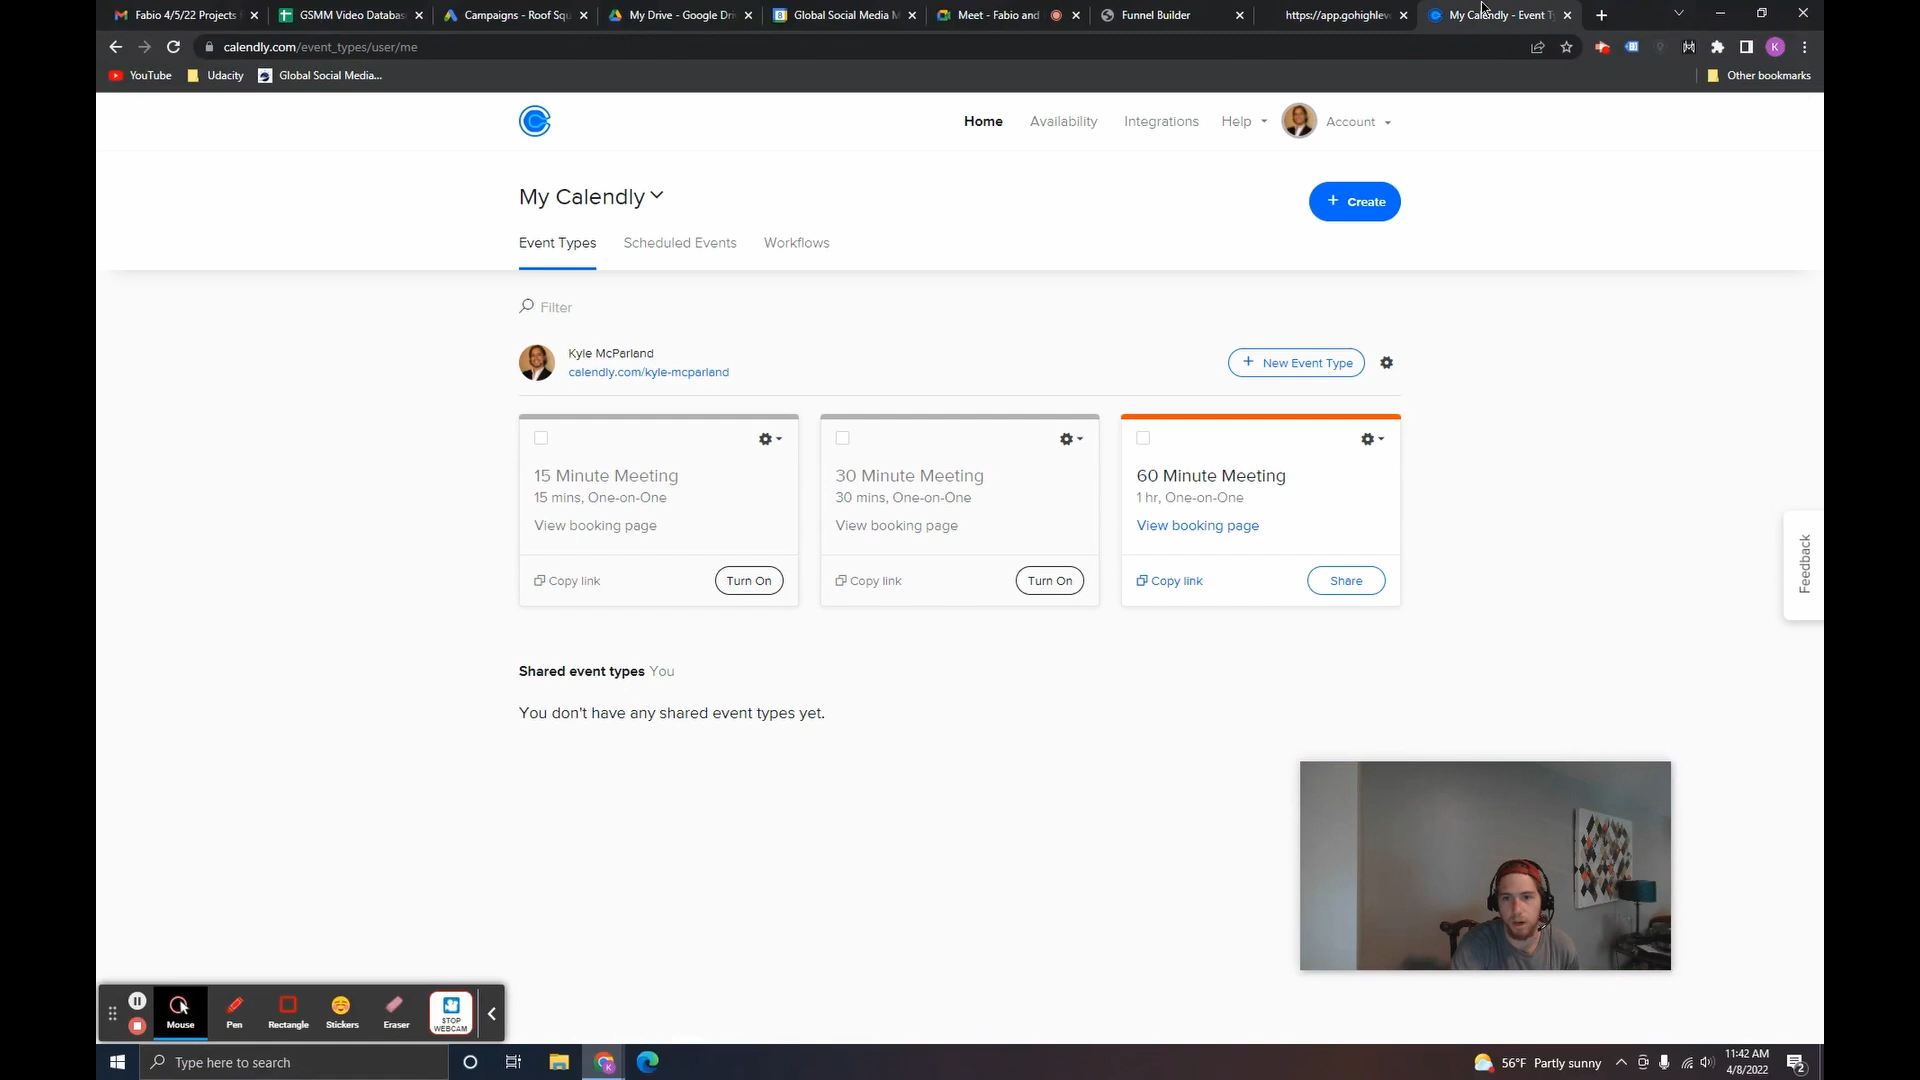 Fabio 4/5/22 Projects
GSMM Video Databas
Campaigns - Roof Squ
My Drive - Google Dri
Global Social Media M
Meet - Fabio and
Funnel Builder
https://app.gohighleve
My Calendly - Event T
calendly.com/event_types/user/me
YouTube
Udacity
Global Social Media...
Other bookmarks
Home
Availability
Integrations
Help
Account
My Calendly
+ Create
Event Types
Scheduled Events
Workflows
Filter
Kyle McParland
calendly.com/kyle-mcparland
+ New Event Type
15 Minute Meeting
15 mins, One-on-One
View booking page
Copy link
Turn On
30 Minute Meeting
30 mins, One-on-One
View booking page
Copy link
Turn On
60 Minute Meeting
1 hr, One-on-One
View booking page
Copy link
Share
Feedback
Shared event types You
You don't have any shared event types yet.
Mouse
Pen
Rectangle
Stickers
Eraser
STOP
WEBCAM
Type here to search
56°F Partly sunny
11:42 AM
4/8/2022
2